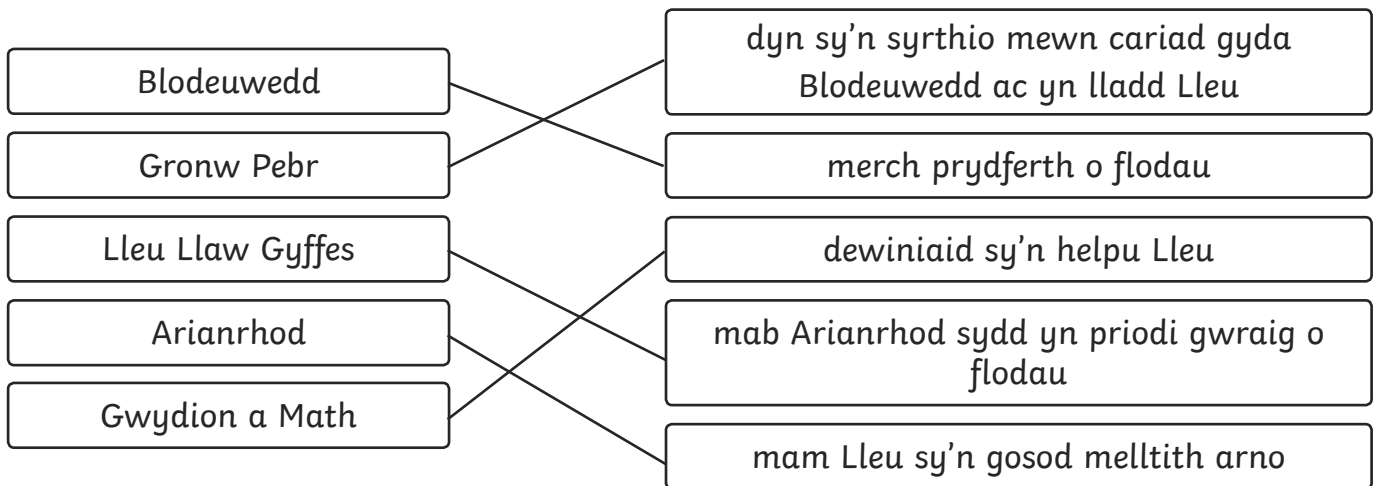 Blodeuwedd
Gronw Pebr
Lleu Llaw Gyffes
Arianrhod
Gwydion a Math
dyn sy’n syrthio mewn cariad gyda
Blodeuwedd ac yn lladd Lleu
merch prydferth o flodau
dewiniaid sy’n helpu Lleu
mab Arianrhod sydd yn priodi gwraig o
flodau
mam Lleu sy’n gosod melltith arno